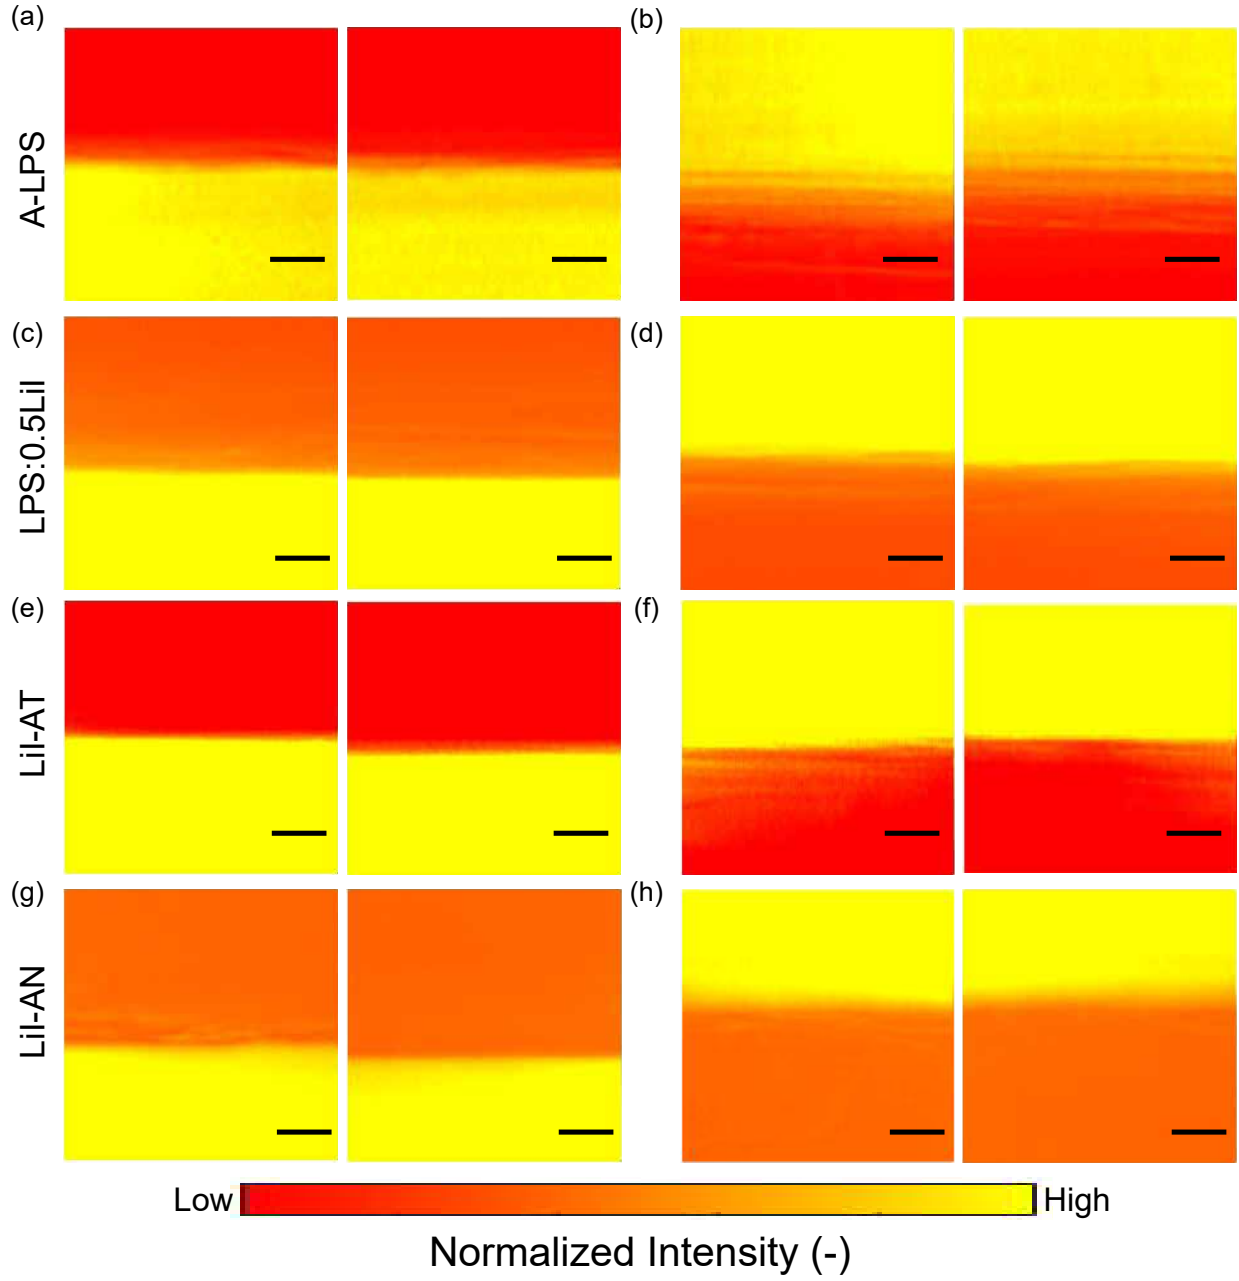 (a)
(b)
A-LPS
(c)
(d)
LPS:0.5LiI
(e)
(f)
LiI-AT
(g)
(h)
LiI-AN
Low
High
Normalized Intensity (-)